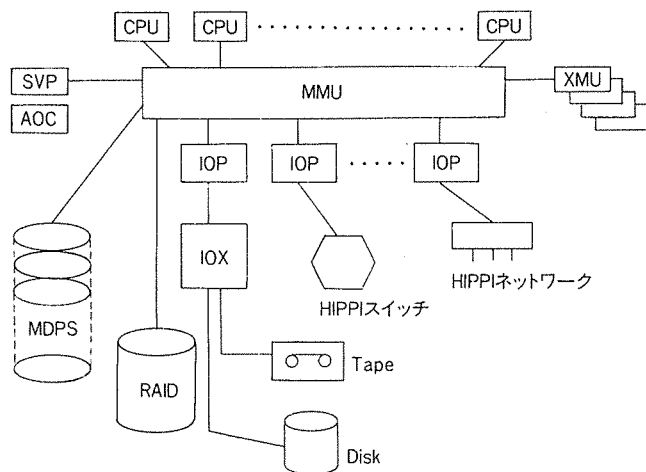 CPU CPU CPU
SVP MMU XMU
AOC
IOP IOP IOP
IOX
HIPPIスイッチ HIPPIネットワーク
MDPS
RAID
Tape
Disk